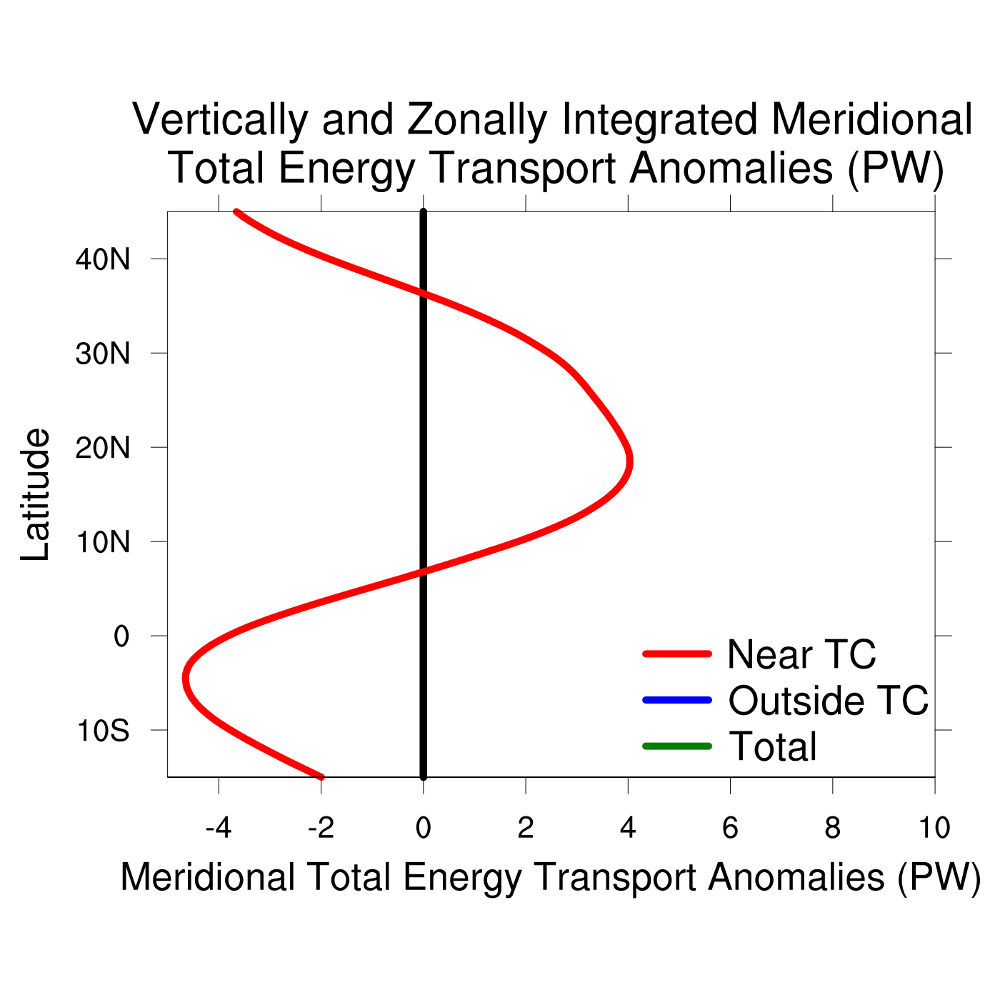 Vertically and Zonally Integrated Meridional
Total Energy Transport Anomalies (PW)
40N
30N
20N
10N
0
10S
Latitude
Near TC
Outside TC
Total
-4 -2 0 2 4 6 8 10
Meridional Total Energy Transport Anomalies (PW)